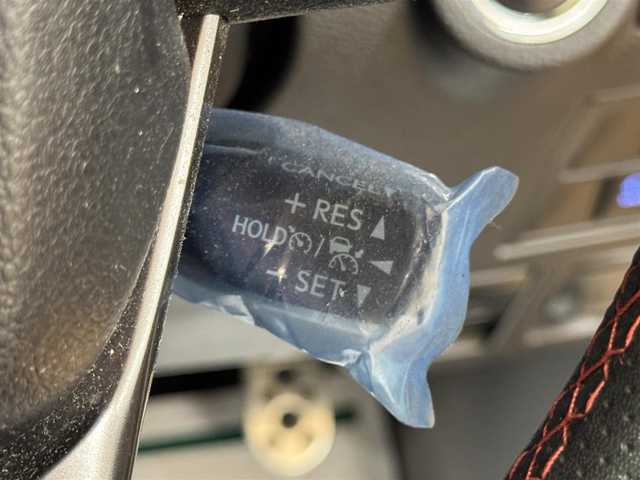 CANCEL
+ RES ▲
HOLD /
- SET ▼